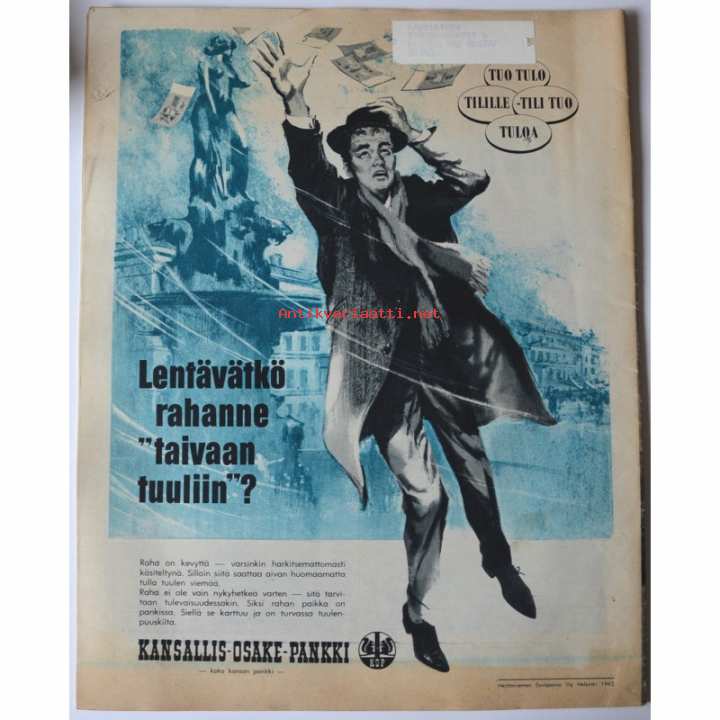 TUO TULO
TILILLE -TILI TUO
TULOA
Antikvariaatti.net
Lentävätkö
rahanne
"taivaan
tuuliin"?
Raha on kevyttä — varsinkin harkitsemattomasti
käsiteltynä. Silloin siitä saattaa aivan huomaamatta
tulla tuulen viemää.
Raha ei ole vain nykyhetkeä varten — sitä tarvi-
taan tulevaisuudessakin. Siksi rahan paikka on
pankissa. Siellä se karttuu ja on turvassa tuulen-
puuskilta.
KANSALLIS-OSAKE-PANKKI
KOP
— koko kansan pankki —
Helsinki 1962